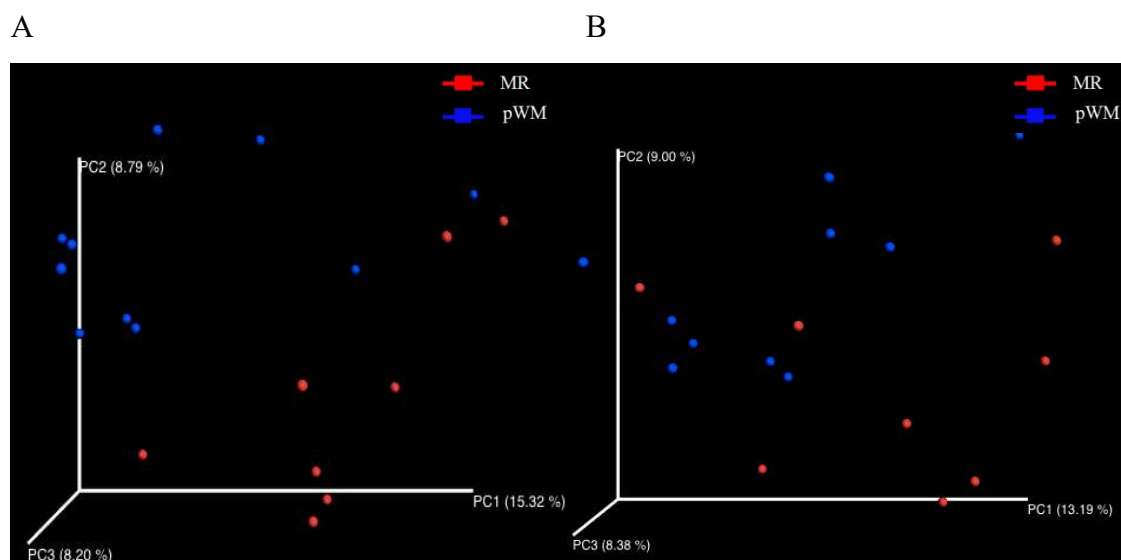 A
B
MR
pWM
PC2 (8.79 %)
PC1 (15.32 %)
PC3 (8.20 %)
MR
pWM
PC2 (9.00 %)
PC1 (13.19 %)
PC3 (8.38 %)